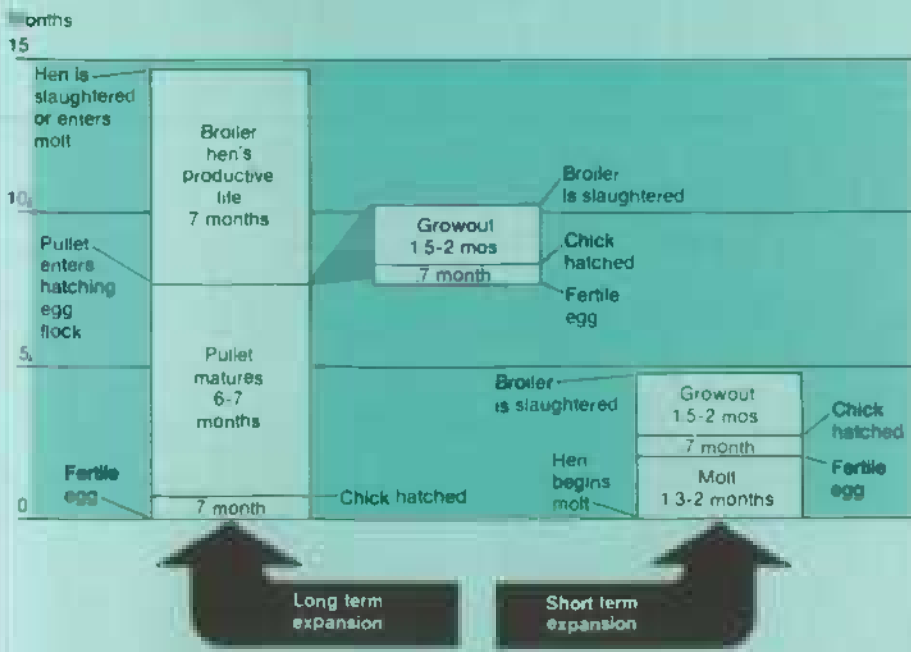 Months
15
Hen is
slaughtered
or enters
molt
Broiler
hen's
productive
life
7 months
10
Pullet
enters
hatching
egg
flock
Pullet
matures
6-7
months
Fertile
egg
0
.7 month
Chick hatched
5
Broiler
is slaughtered
Growout
1.5-2 mos
Chick
hatched
.7 month
Fertile
egg
Broiler
is slaughtered
Growout
1.5-2 mos
Chick
hatched
.7 month
Fertile
egg
Hen
begins
molt
Molt
1.3-2 months
Long term
expansion
Short term
expansion